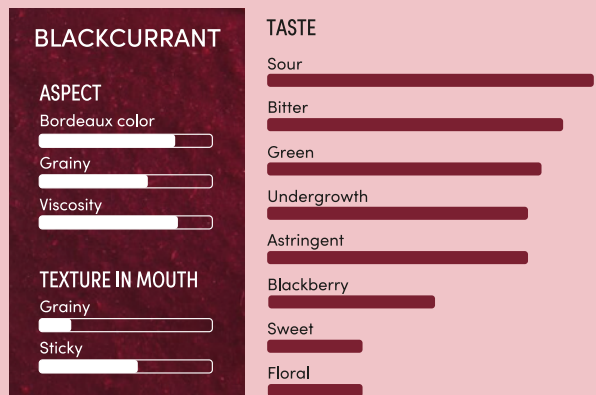 BLACKCURRANT
ASPECT
Bordeaux color
Grainy
Viscosity
TEXTURE IN MOUTH
Grainy
Sticky
TASTE
Sour
Bitter
Green
Undergrowth
Astringent
Blackberry
Sweet
Floral